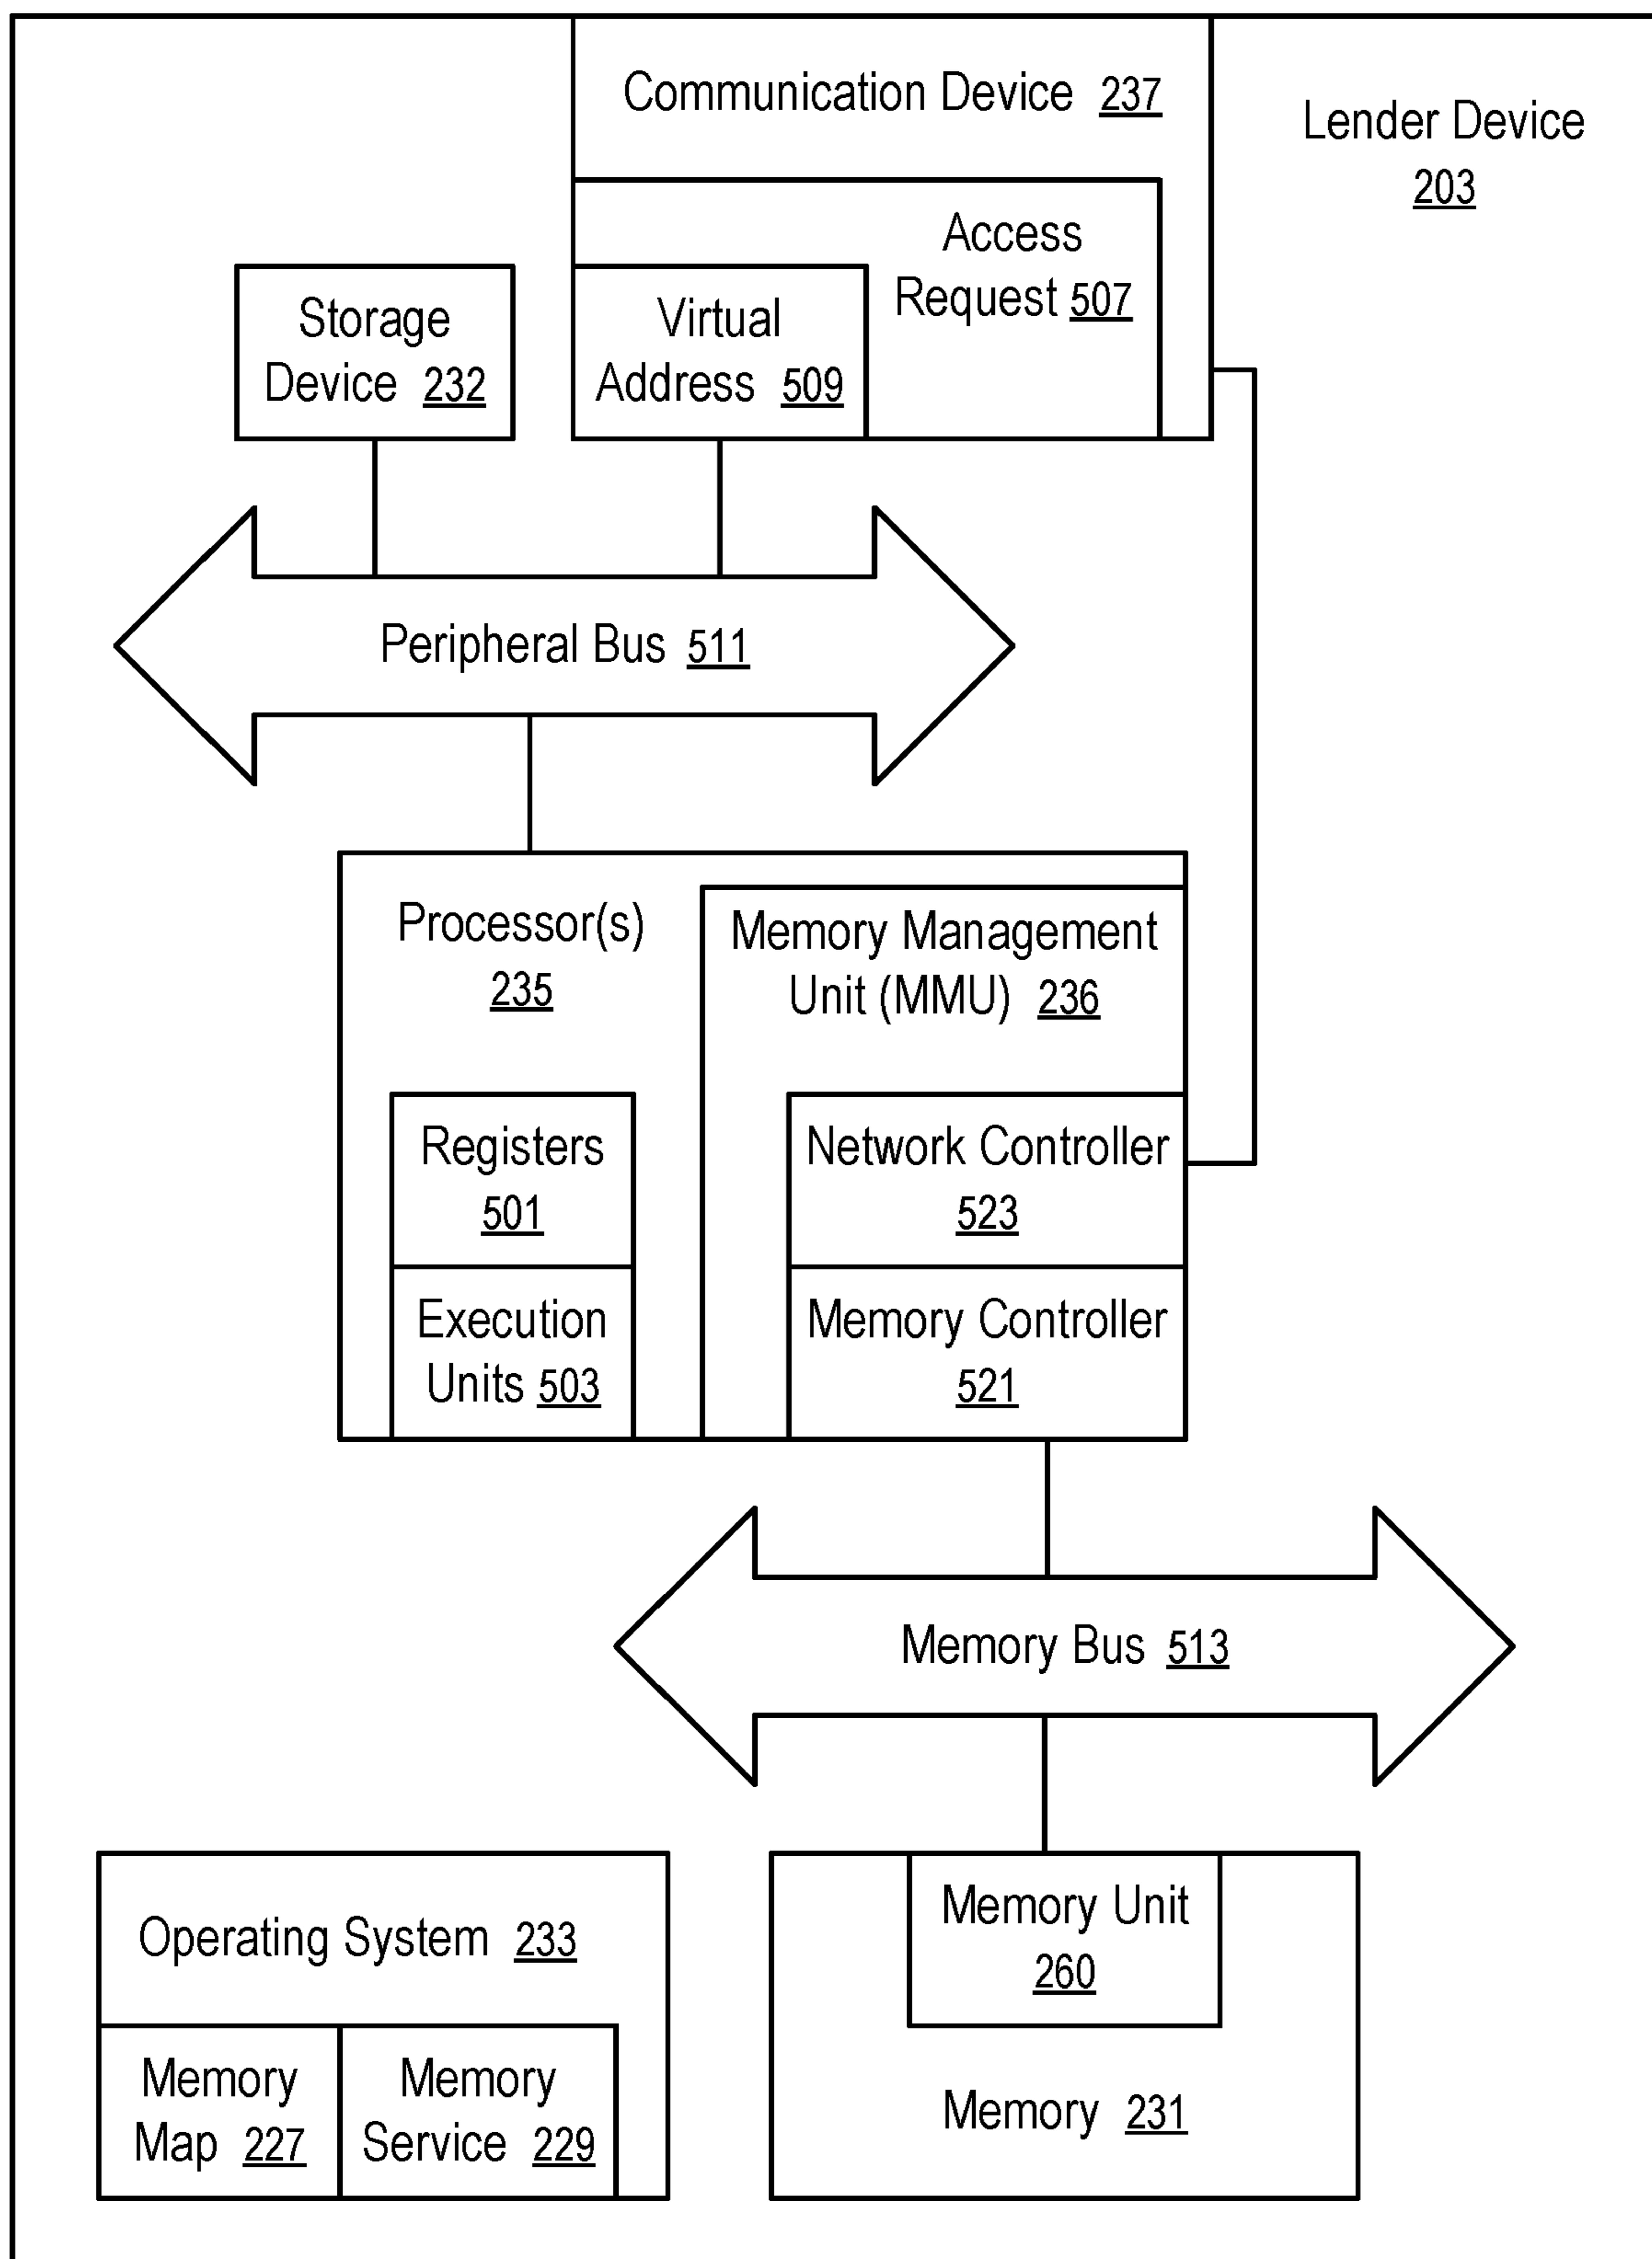 Communication Device 237
Lender Device
203
Access
Request 507
Storage
Device 232
Virtual
Address 509
Peripheral Bus 511
Processor(s)
235
Memory Management
Unit (MMU) 236
Registers
501
Network Controller
523
Execution
Units 503
Memory Controller
521
Memory Bus 513
Operating System 233
Memory
Map 227
Memory
Service 229
Memory Unit
260
Memory 231